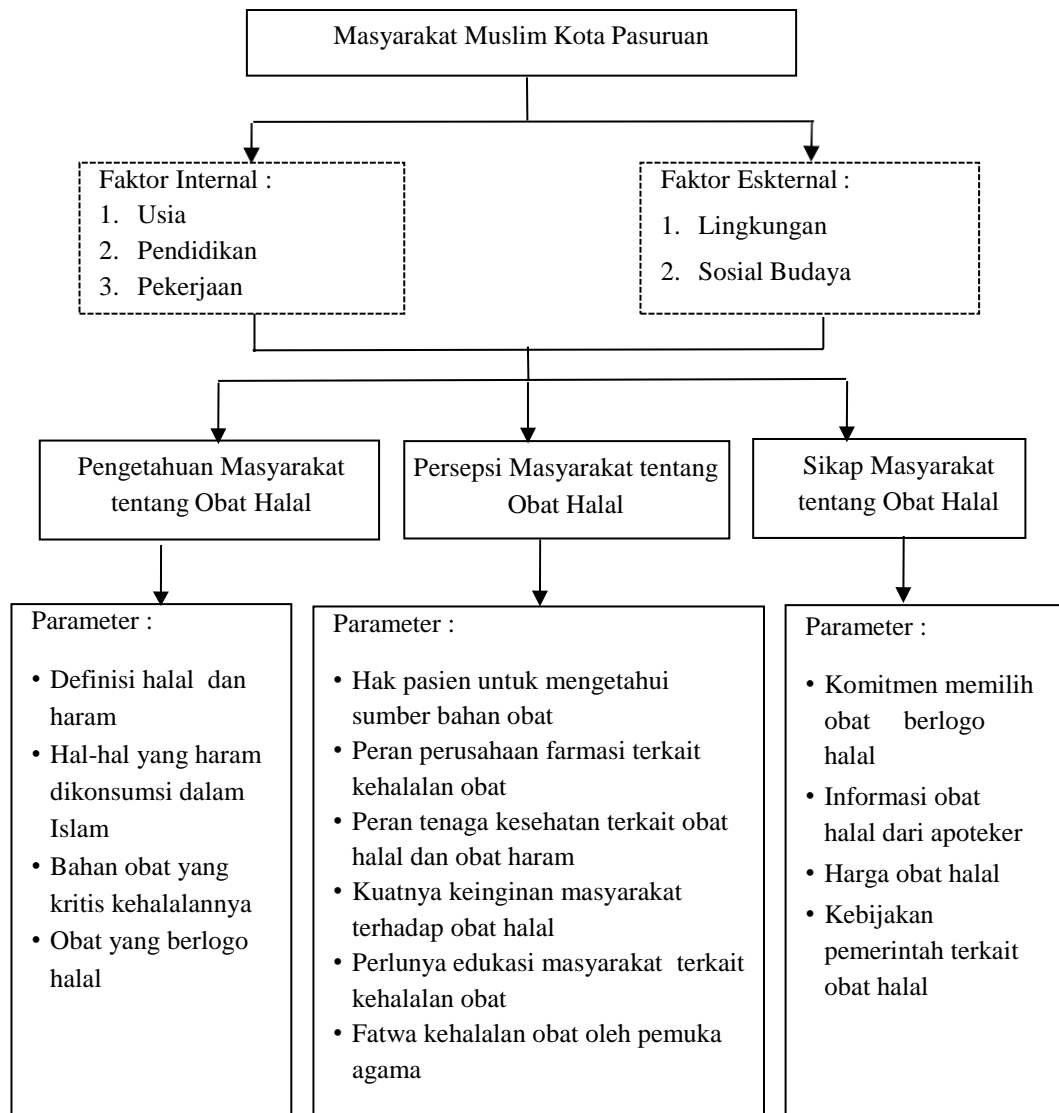 Masyarakat Muslim Kota Pasuruan
Faktor Internal :
1. Usia
2. Pendidikan
3. Pekerjaan
Faktor Eskternal :
1. Lingkungan
2. Sosial Budaya
Pengetahuan Masyarakat
tentang Obat Halal
Persepsi Masyarakat tentang
Obat Halal
Sikap Masyarakat
tentang Obat Halal
Parameter :
• Definisi halal dan
haram
• Hal-hal yang haram
dikonsumsi dalam
Islam
• Bahan obat yang
kritis kehalalannya
• Obat yang berlogo
halal
Parameter :
• Hak pasien untuk mengetahui
sumber bahan obat
• Peran perusahaan farmasi terkait
kehalalan obat
• Peran tenaga kesehatan terkait obat
halal dan obat haram
• Kuatnya keinginan masyarakat
terhadap obat halal
• Perlunya edukasi masyarakat terkait
kehalalan obat
• Fatwa kehalalan obat oleh pemuka
agama
Parameter :
• Komitmen memilih
obat berlogo
halal
• Informasi obat
halal dari apoteker
• Harga obat halal
• Kebijakan
pemerintah terkait
obat halal